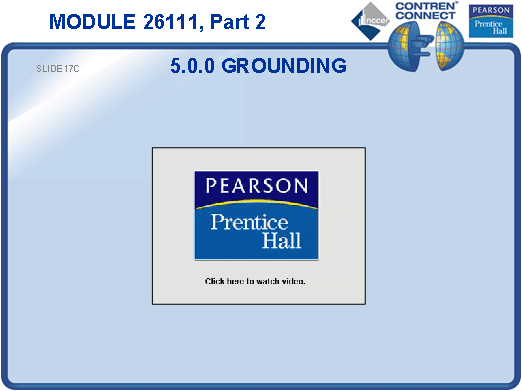 MODULE 26111, Part 2
nccer
CONTREN®
CONNECT
PEARSON
Prentice
Hall
SLIDE 17C
5.0.0 GROUNDING
PEARSON
Prentice
Hall
Click here to watch video.